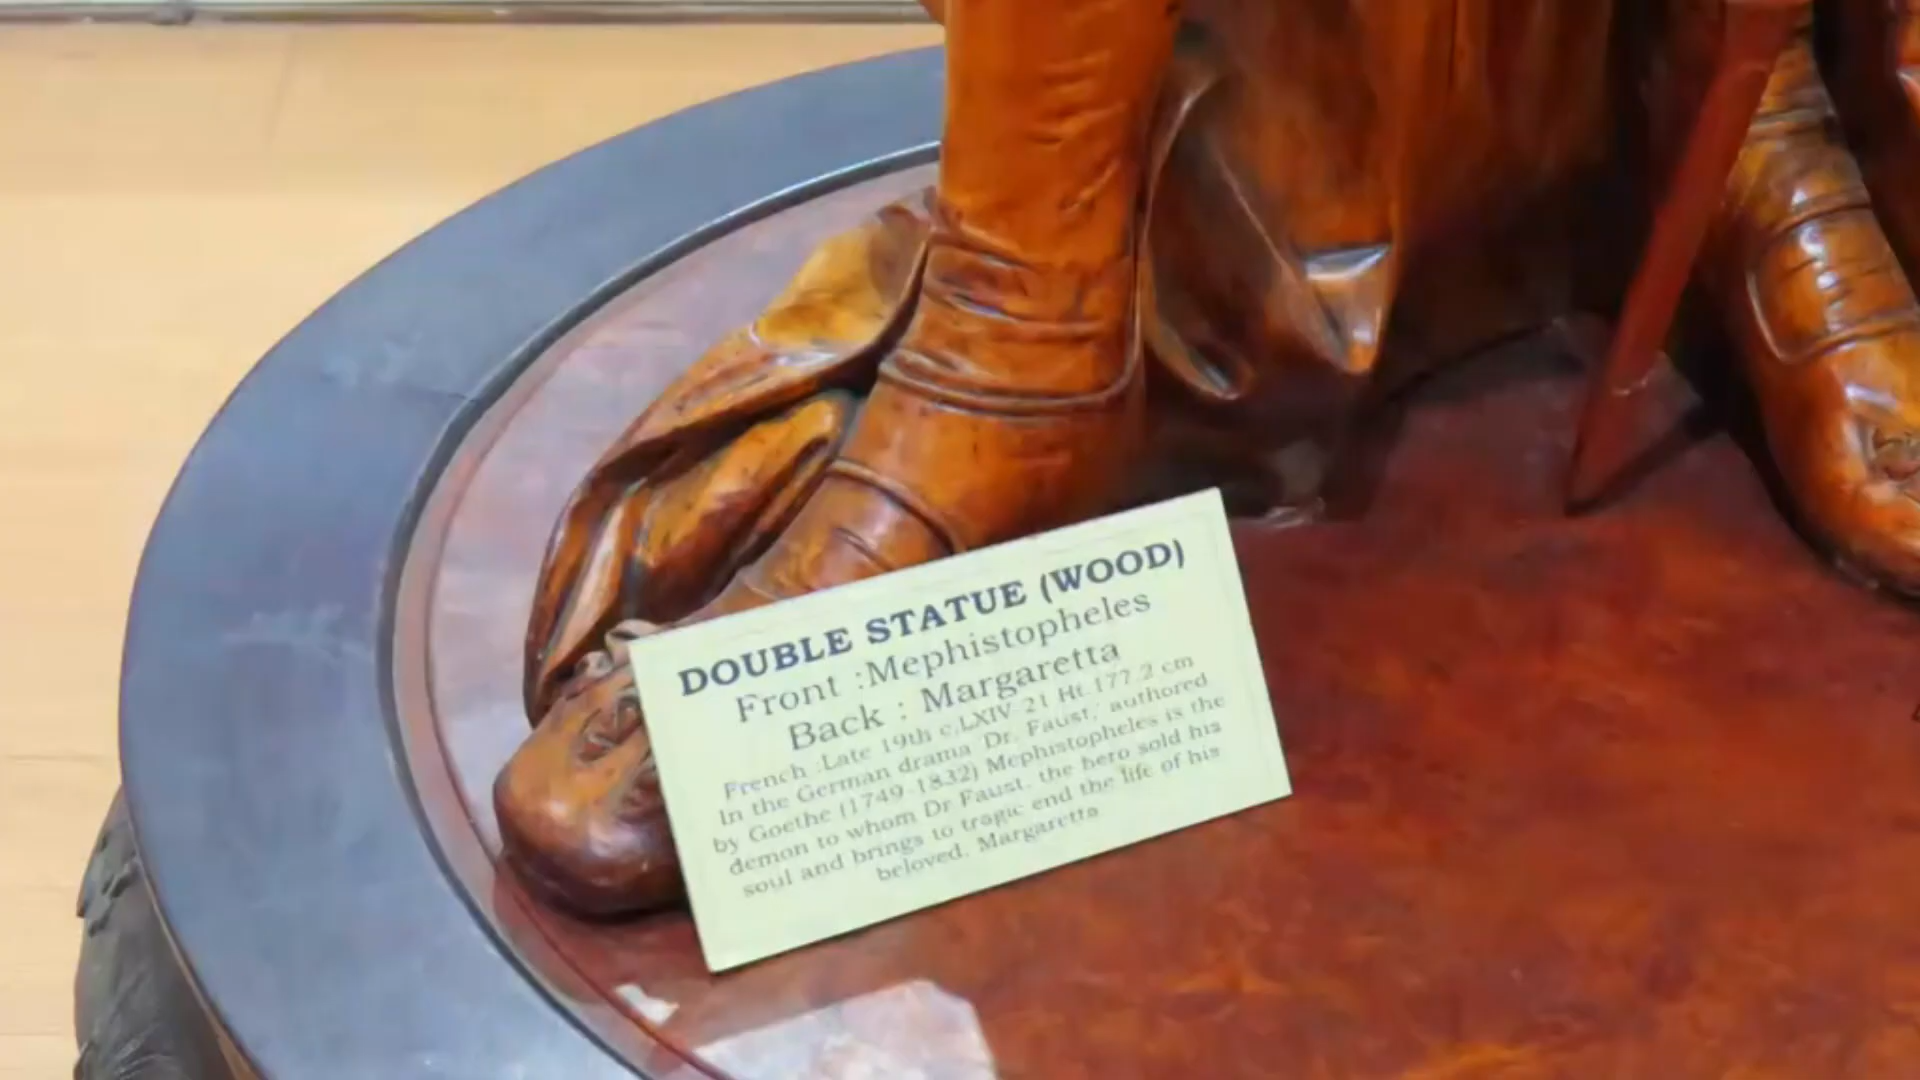 DOUBLE STATUE (WOOD)
Front :Mephistopheles
Back : Margaretta
French :Late 19th c.LXIV-21 Ht.177.2 cm
In the German drama 'Dr. Faust,' authored
by Goethe (1749-1832) Mephistopheles is the
demon to whom Dr Faust, the hero sold his
soul and brings to tragic end the life of his
beloved, Margaretta